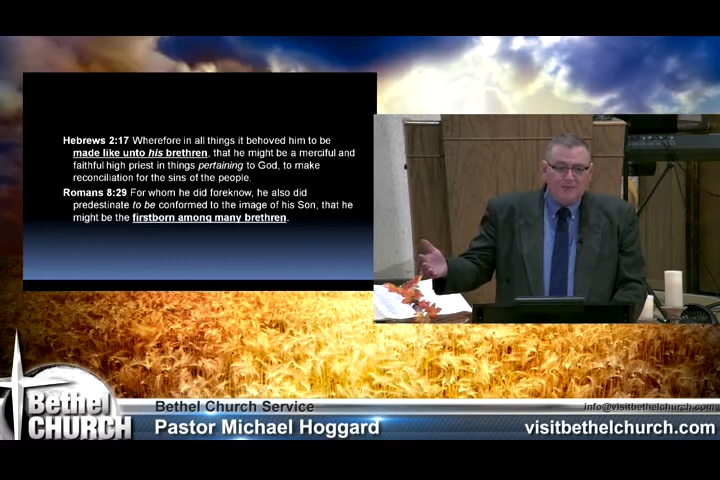 Hebrews 2:17 Wherefore in all things it behoved him to be
made like unto his brethren, that he might be a merciful and
faithful high priest in things pertaining to God, to make
reconciliation for the sins of the people.
Romans 8:29 For whom he did foreknow, he also did
predestinate to be conformed to the image of his Son, that he
might be the firstborn among many brethren.
Bethel
CHURCH
Bethel Church Service
info@visitbethelchurch.com
Pastor Michael Hoggard
visitbethelchurch.com